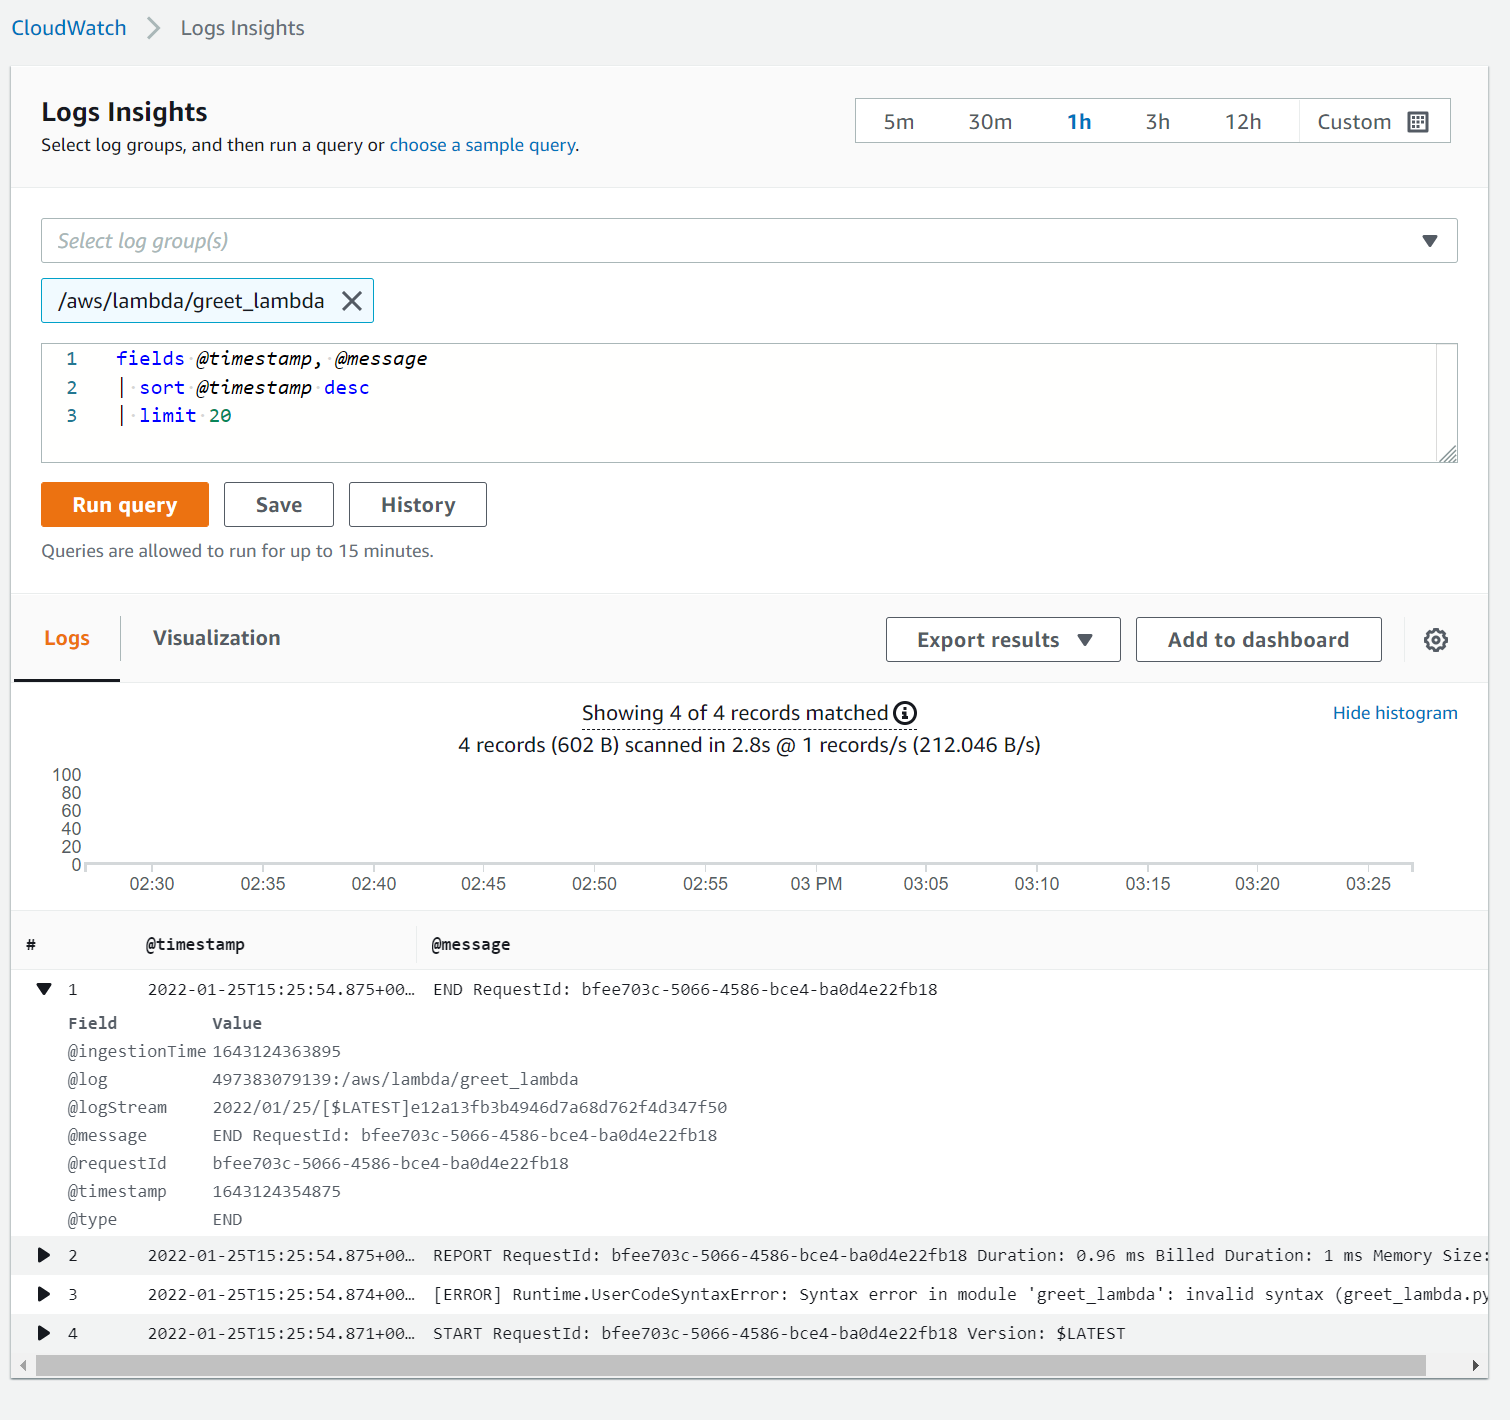 CloudWatch > Logs Insights
Logs Insights
Select log groups, and then run a query or choose a sample query.
5m 30m 1h 3h 12h Custom
Select log group(s)
/aws/lambda/greet_lambda
1 fields @timestamp, @message
2 | sort @timestamp desc
3 | limit 20
Run query Save History
Queries are allowed to run for up to 15 minutes.
Logs Visualization Export results Add to dashboard
Showing 4 of 4 records matched
Hide histogram
4 records (602 B) scanned in 2.8s @ 1 records/s (212.046 B/s)
100
80
60
40
20
0
02:30 02:35 02:40 02:45 02:50 02:55 03 PM 03:05 03:10 03:15 03:20 03:25
# @timestamp @message
1 2022-01-25T15:25:54.875+00… END RequestId: bfee703c-5066-4586-bce4-ba0d4e22fb18
Field Value
@ingestionTime 1643124363895
@log 497383079139:/aws/lambda/greet_lambda
@logStream 2022/01/25/[$LATEST]e12a13fb3b4946d7a68d762f4d347f50
@message END RequestId: bfee703c-5066-4586-bce4-ba0d4e22fb18
@requestId bfee703c-5066-4586-bce4-ba0d4e22fb18
@timestamp 1643124354875
@type END
2 2022-01-25T15:25:54.875+00… REPORT RequestId: bfee703c-5066-4586-bce4-ba0d4e22fb18 Duration: 0.96 ms Billed Duration: 1 ms Memory Size:
3 2022-01-25T15:25:54.874+00… [ERROR] Runtime.UserCodeSyntaxError: Syntax error in module 'greet_lambda': invalid syntax (greet_lambda.py
4 2022-01-25T15:25:54.871+00… START RequestId: bfee703c-5066-4586-bce4-ba0d4e22fb18 Version: $LATEST